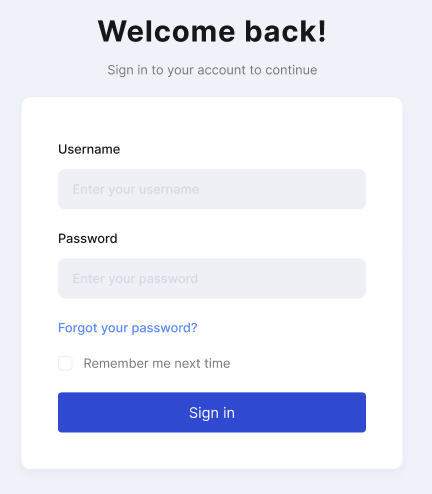 Welcome back!
Sign in to your account to continue
Username
Enter your username
Password
Enter your password
Forgot your password?
Remember me next time
Sign in